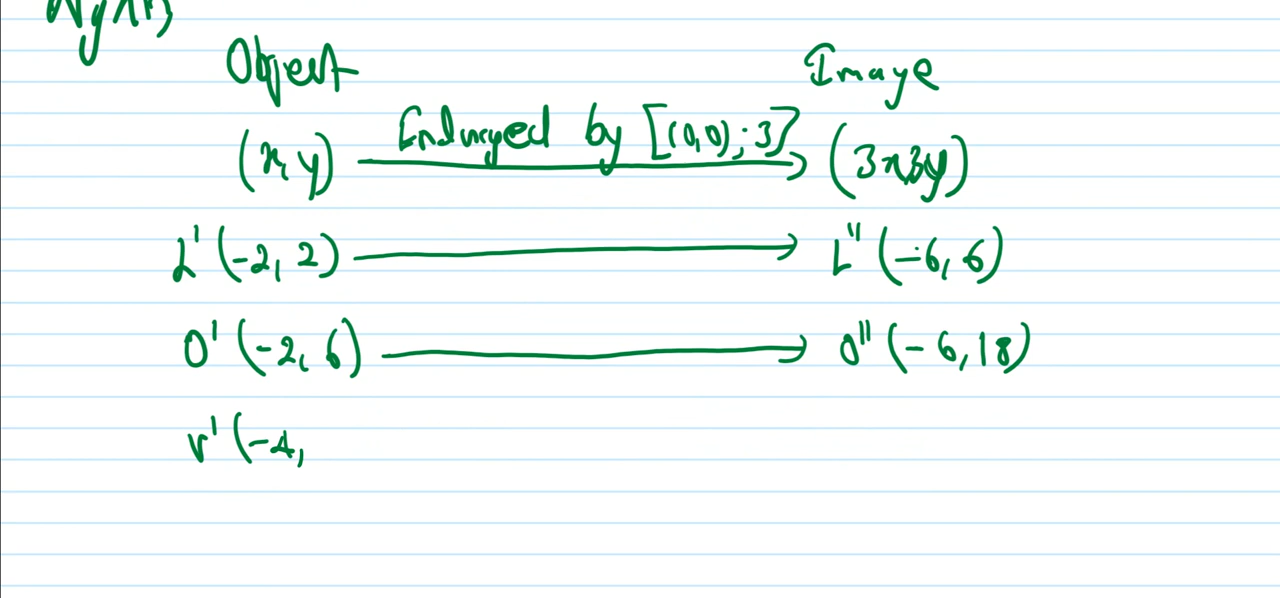 Object Image
(x, y) Enlarged by [(0,0); 3] (3x, 3y)
L' (-2, 2) L'' (-6, 6)
O' (-2, 6) O'' (-6, 18)
V' (-4,